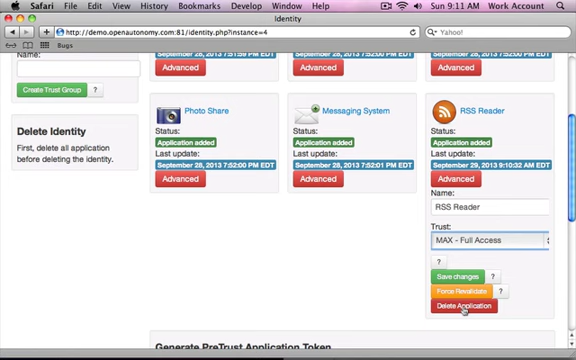 Safari File Edit View History Bookmarks Develop Window Help Sun 9:11 AM Work Account
Identity
http://demo.openautonomy.com:81/identity.php?instance=4
Yahoo!
Bugs
Name:
Create Trust Group ?
Delete Identity
First, delete all application
before deleting the identity.
Advanced Advanced Advanced
Photo Share
Status:
Application added
Last update:
September 28, 2013 7:52:00 PM EDT
Advanced
Messaging System
Status:
Application added
Last update:
September 28, 2013 7:52:01 PM EDT
Advanced
RSS Reader
Status:
Application added
Last update:
September 29, 2013 9:10:32 AM EDT
Advanced
Name:
RSS Reader
Trust:
MAX - Full Access
?
Save changes ?
Force Revalidate ?
Delete Application
Generate PreTrust Application Token